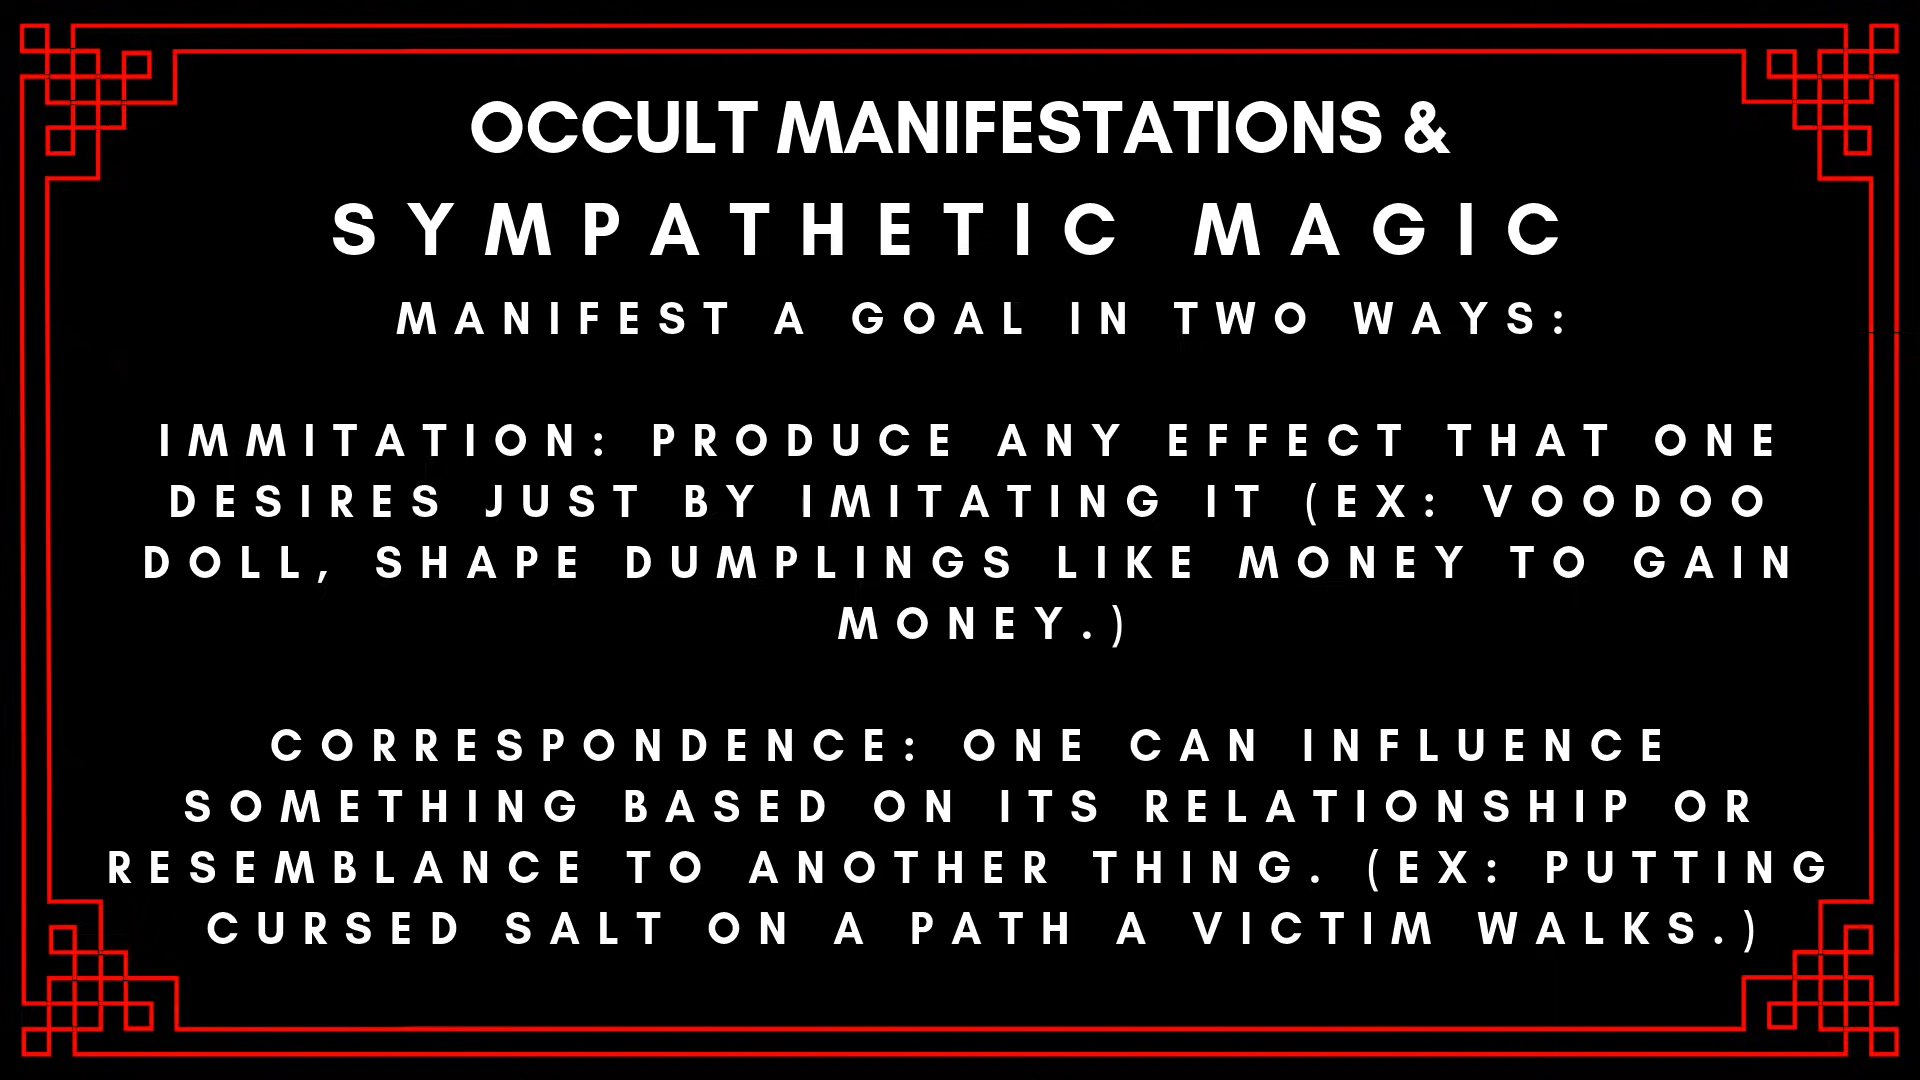 OCCULT MANIFESTATIONS &
SYMPATHETIC MAGIC
MANIFEST A GOAL IN TWO WAYS:
IMMITATION: PRODUCE ANY EFFECT THAT ONE
DESIRES JUST BY IMITATING IT (EX: VOODOO
DOLL, SHAPE DUMPLINGS LIKE MONEY TO GAIN
MONEY.)
CORRESPONDENCE: ONE CAN INFLUENCE
SOMETHING BASED ON ITS RELATIONSHIP OR
RESEMBLANCE TO ANOTHER THING. (EX: PUTTING
CURSED SALT ON A PATH A VICTIM WALKS.)